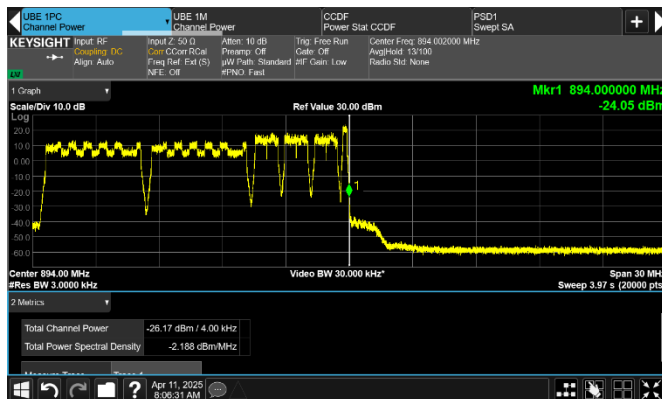 UBE 1PC
Channel Power
UBE 1M
Channel Power
CCDF
Power Stat CCDF
PSD1
Swept SA
KEYSIGHT
Input: RF
Coupling: DC
Align: Auto
Input Z: 50 Ω
Corr CCorr RCal
Freq Ref: Ext (S)
NFE: Off
Atten: 10 dB
Preamp: Off
µW Path: Standard
#PNO: Fast
Trig: Free Run
Gate: Off
#IF Gain: Low
Center Freq: 894.002000 MHz
Avg|Hold: 13/100
Radio Std: None
1 Graph
Mkr1 894.000000 MHz
-24.05 dBm
Scale/Div 10.0 dB
Ref Value 30.00 dBm
Log
20.0
10.0
0.00
-10.0
-20.0
-30.0
-40.0
-50.0
-60.0
1
Center 894.00 MHz
#Res BW 3.0000 kHz
Video BW 30.000 kHz*
Span 30 MHz
Sweep 3.97 s (20000 pts
2 Metrics
Total Channel Power
-26.17 dBm / 4.00 kHz
Total Power Spectral Density
-2.188 dBm/MHz
Apr 11, 2025
8:06:31 AM